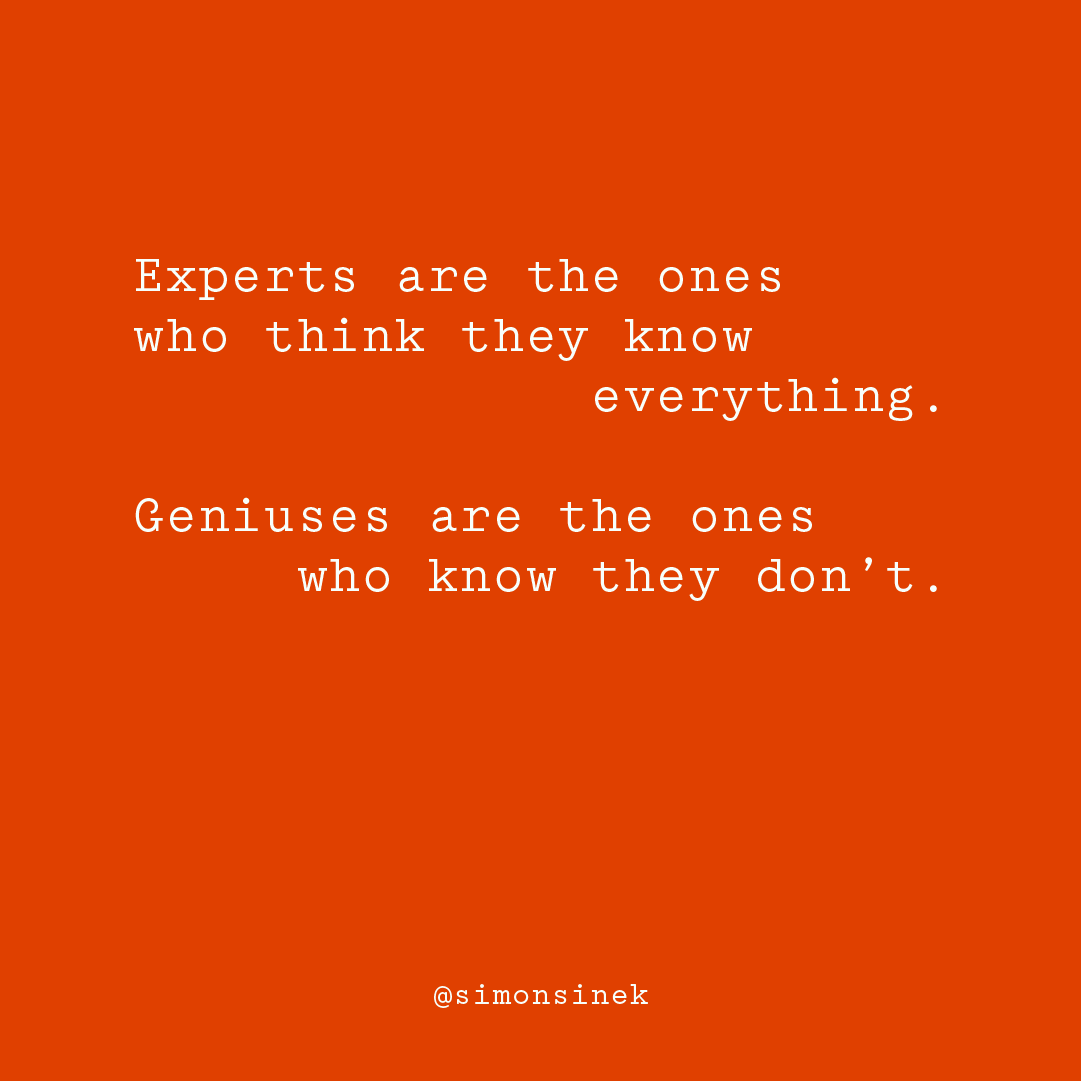 Experts are the ones
who think they know
everything.
Geniuses are the ones
who know they don’t.
@simonsinek